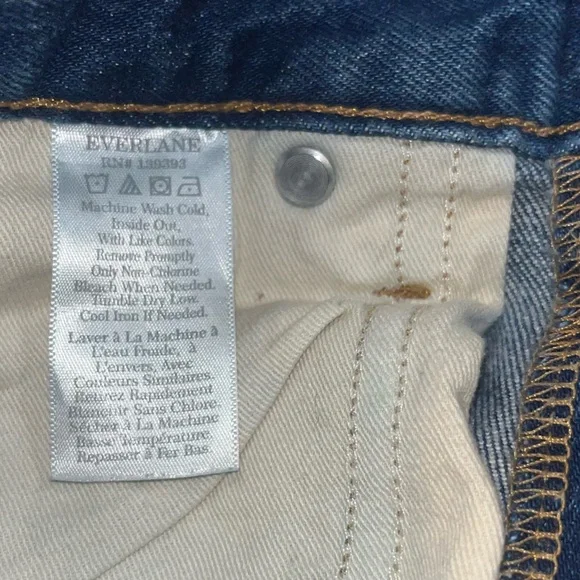 EVERLANE
RN# 139393
Machine Wash Cold,
Inside Out,
With Like Colors.
Remove Promptly
Only Non-Chlorine
Bleach When Needed.
Tumble Dry Low.
Cool Iron If Needed.
Laver à La Machine à
L'eau Froide, à
L'envers, Avec
Couleurs Similaires
Retirez Rapidement
Blanchir Sans Chlore
Sécher à La Machine
Basse Température
Repasser à Fer Bas